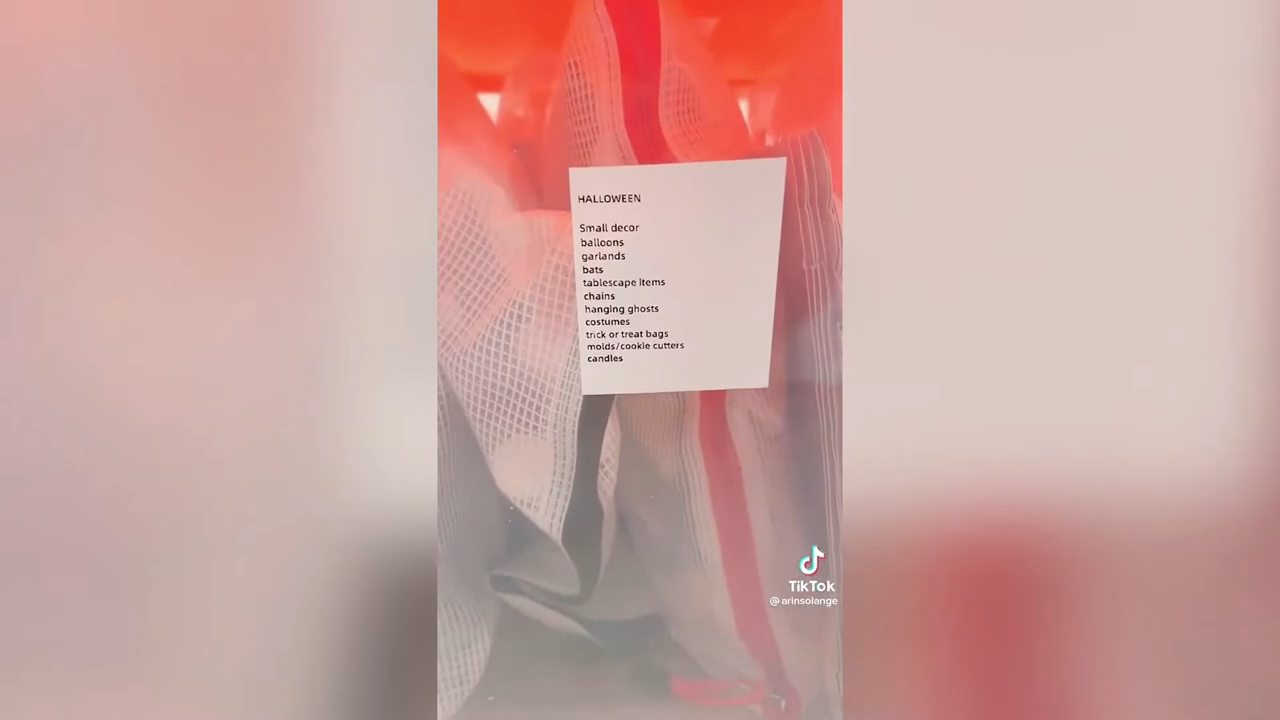 HALLOWEEN
Small decor
balloons
garlands
bats
tablescape items
chains
hanging ghosts
costumes
trick or treat bags
molds/cookie cutters
candles
TikTok
@arinsolange